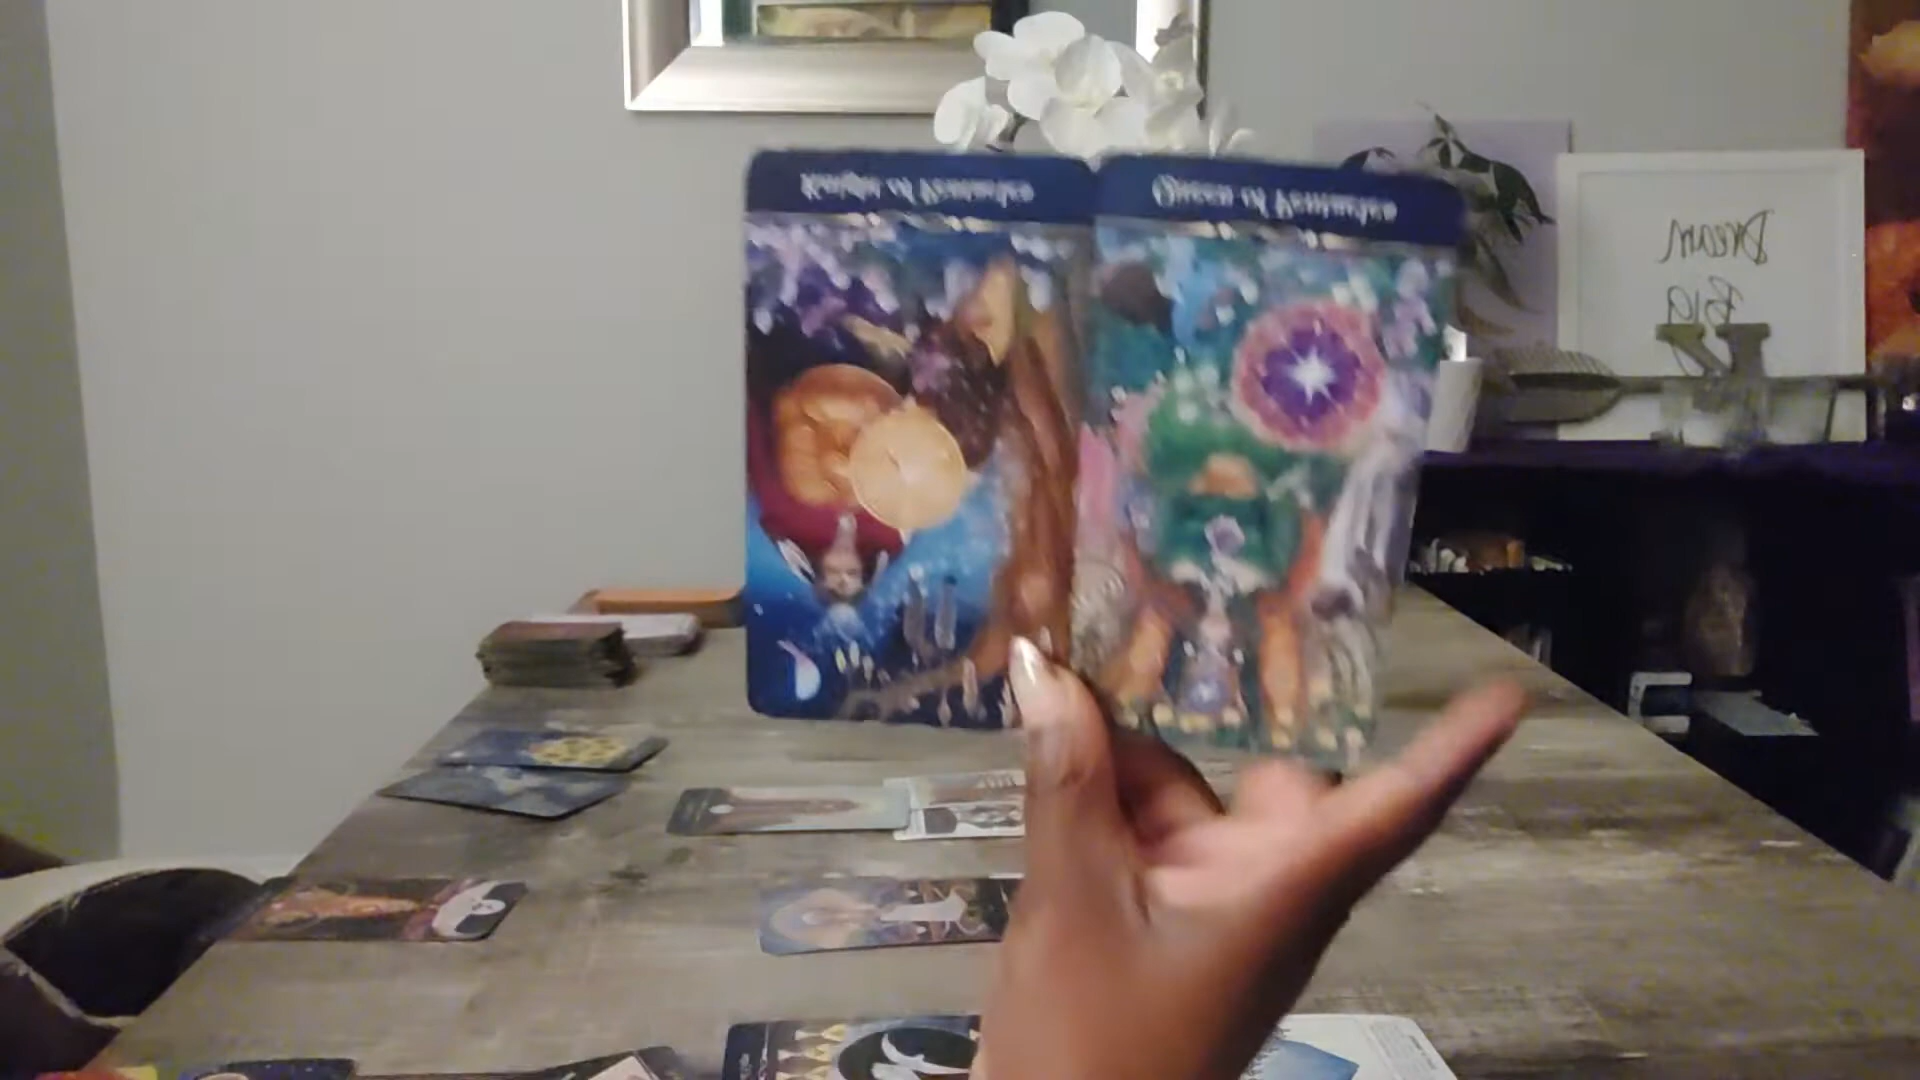 Knight of Pentacles
Queen of Pentacles
Dream
BIG
N